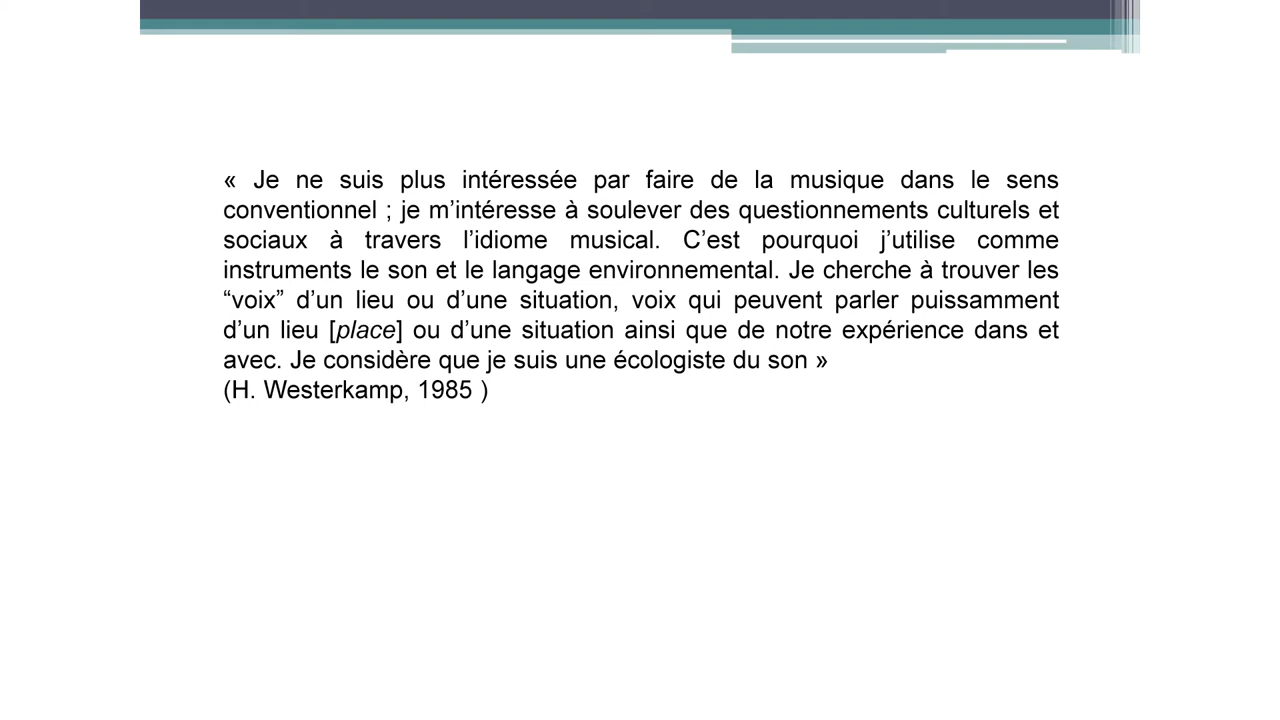 « Je ne suis plus intéressée par faire de la musique dans le sens
conventionnel ; je m’intéresse à soulever des questionnements culturels et
sociaux à travers l’idiome musical. C’est pourquoi j’utilise comme
instruments le son et le langage environnemental. Je cherche à trouver les
“voix” d’un lieu ou d’une situation, voix qui peuvent parler puissamment
d’un lieu [place] ou d’une situation ainsi que de notre expérience dans et
avec. Je considère que je suis une écologiste du son »
(H. Westerkamp, 1985 )